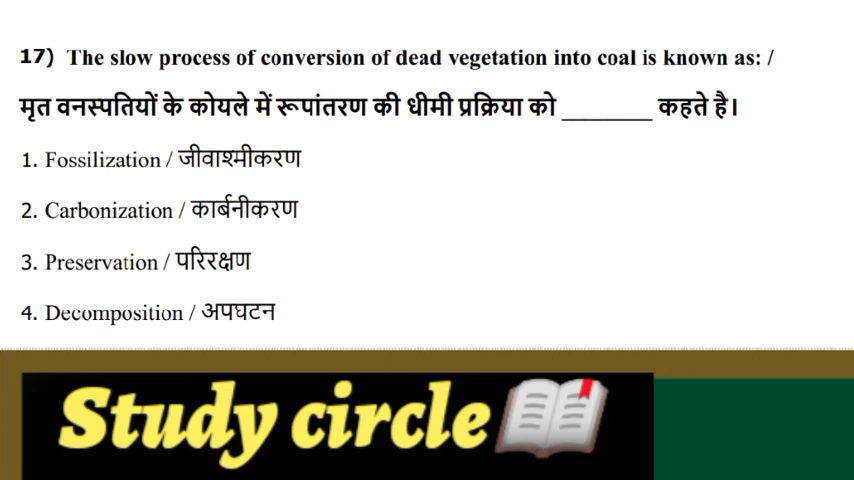 17) The slow process of conversion of dead vegetation into coal is known as: /
मृत वनस्पतियों के कोयले में रूपांतरण की धीमी प्रक्रिया को _______ कहते है।
1. Fossilization / जीवाश्मीकरण
2. Carbonization / कार्बनीकरण
3. Preservation / परिरक्षण
4. Decomposition / अपघटन
Study circle